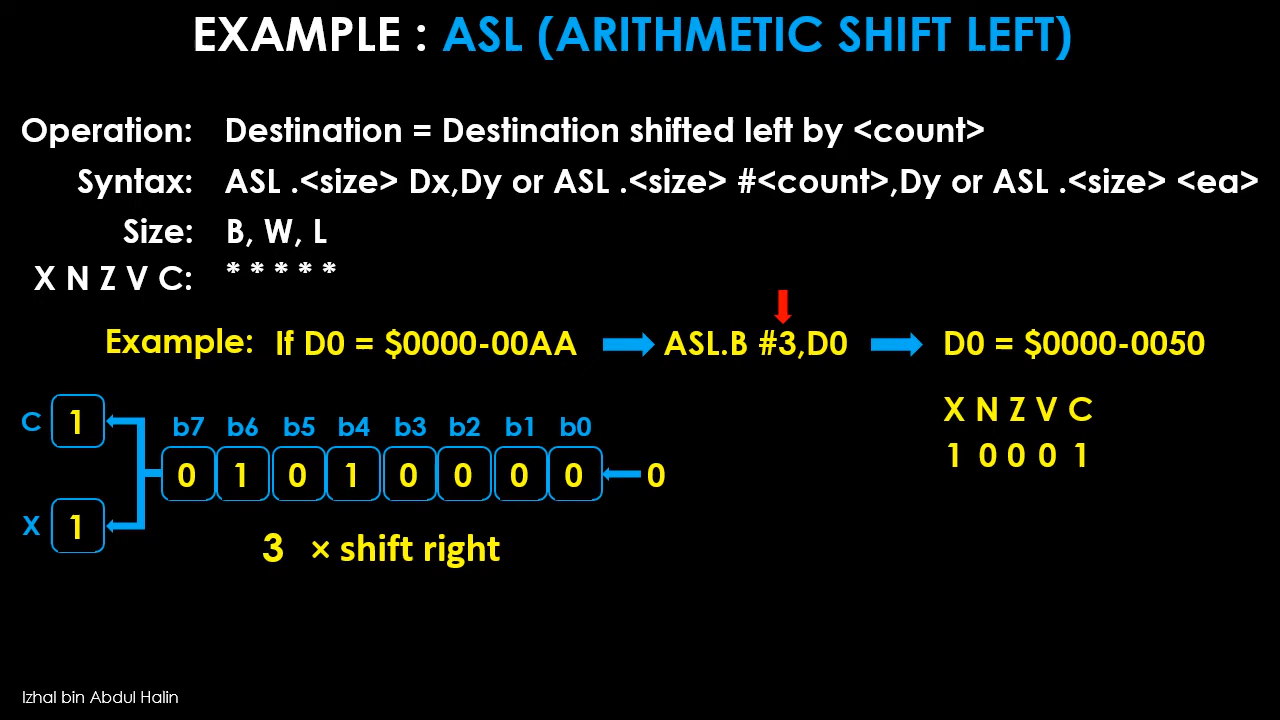 EXAMPLE : ASL (ARITHMETIC SHIFT LEFT)
Operation: Destination = Destination shifted left by <count>
Syntax: ASL .<size> Dx,Dy or ASL .<size> #<count>,Dy or ASL .<size> <ea>
Size: B, W, L
X N Z V C: * * * * *
Example: If D0 = $0000-00AA ASL.B #3,D0 D0 = $0000-0050
X N Z V C
1 0 0 0 1
C 1
b7 b6 b5 b4 b3 b2 b1 b0
0 1 0 1 0 0 0 0 0
X 1
3 × shift right
Izhal bin Abdul Halin